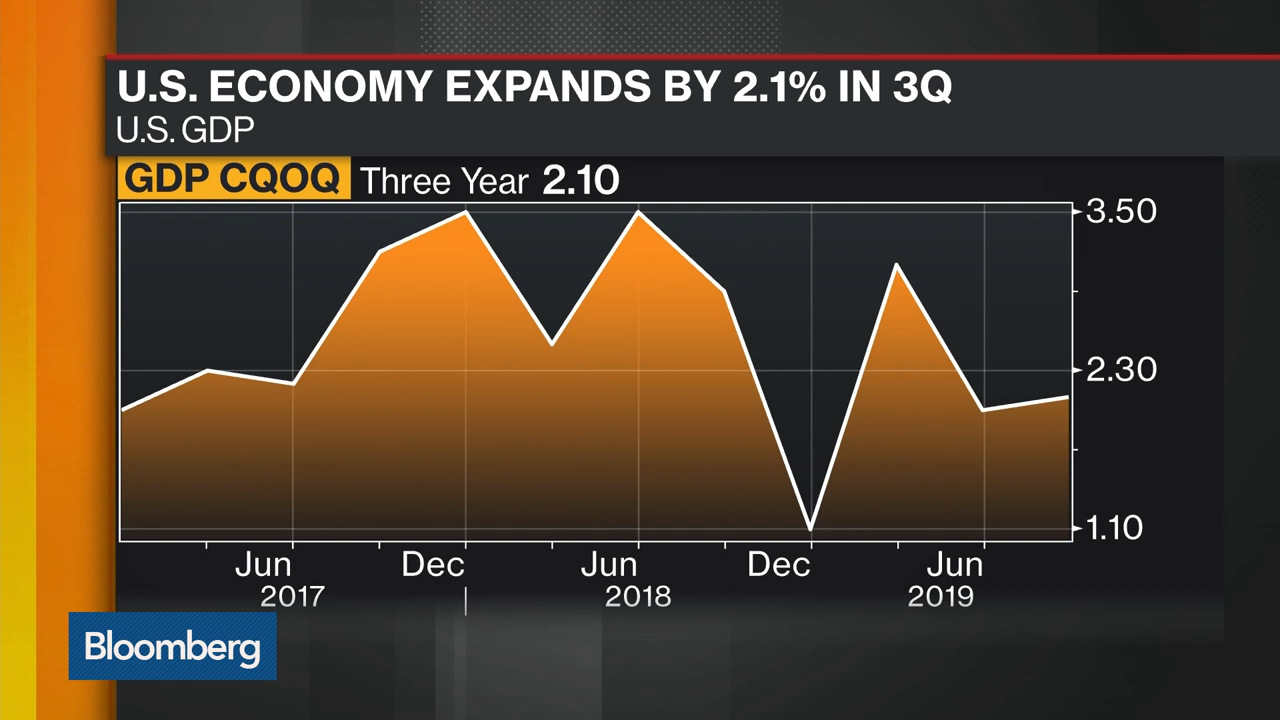 U.S. ECONOMY EXPANDS BY 2.1% IN 3Q
U.S. GDP
GDP CQOQ Three Year 2.10
3.50
2.30
1.10
Jun Dec Jun Dec Jun
2017 2018 2019
Bloomberg